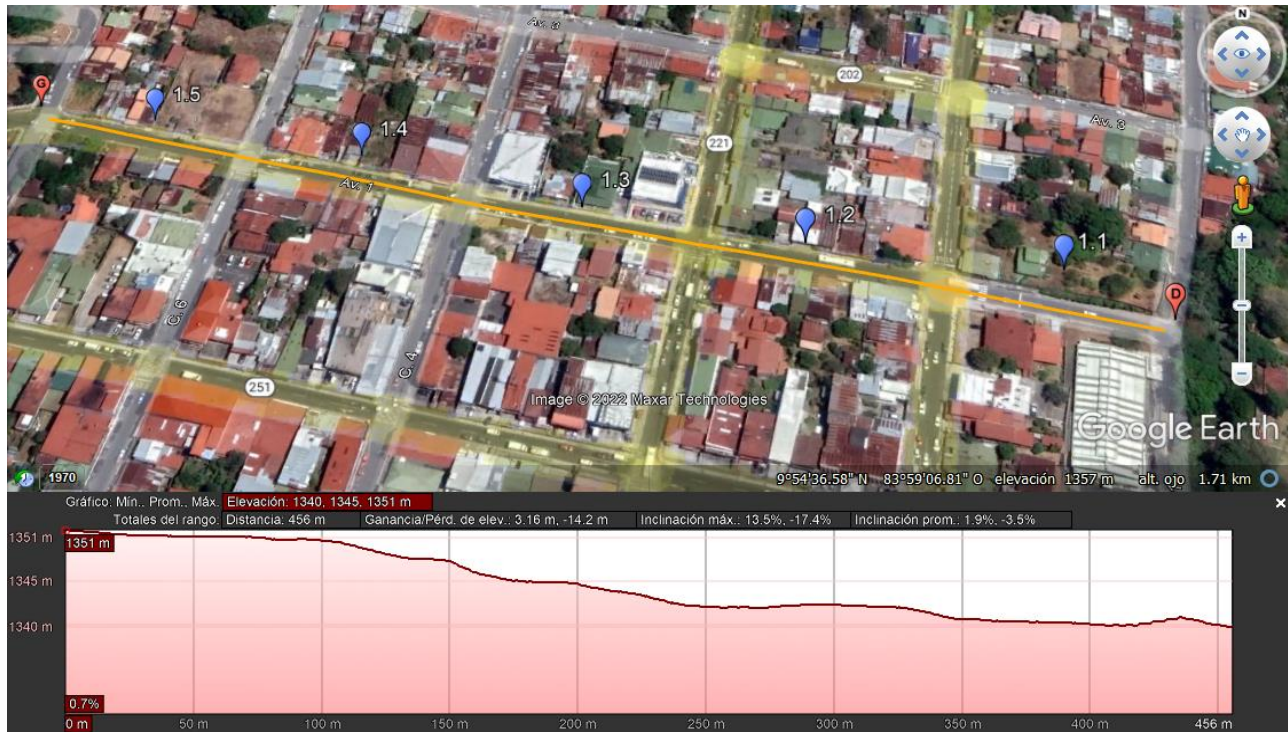 N
Av. 3
202
G
1.5
Av. 3
1.4
221
Av. 1
1.3
1.2
1.1
D
C. 6
C. 4
251
Image © 2022 Maxar Technologies
Google Earth
1970
9°54'36.58" N 83°59'06.81" O elevación 1357 m alt. ojo 1.71 km
Gráfico: Mín., Prom., Máx. Elevación: 1340, 1345, 1351 m
Totales del rango: Distancia: 456 m Ganancia/Pérd. de elev.: 3.16 m, -14.2 m Inclinación máx.: 13.5%, -17.4% Inclinación prom.: 1.9%, -3.5%
1351 m
1351 m
1345 m
1340 m
0.7%
0 m 50 m 100 m 150 m 200 m 250 m 300 m 350 m 400 m 456 m